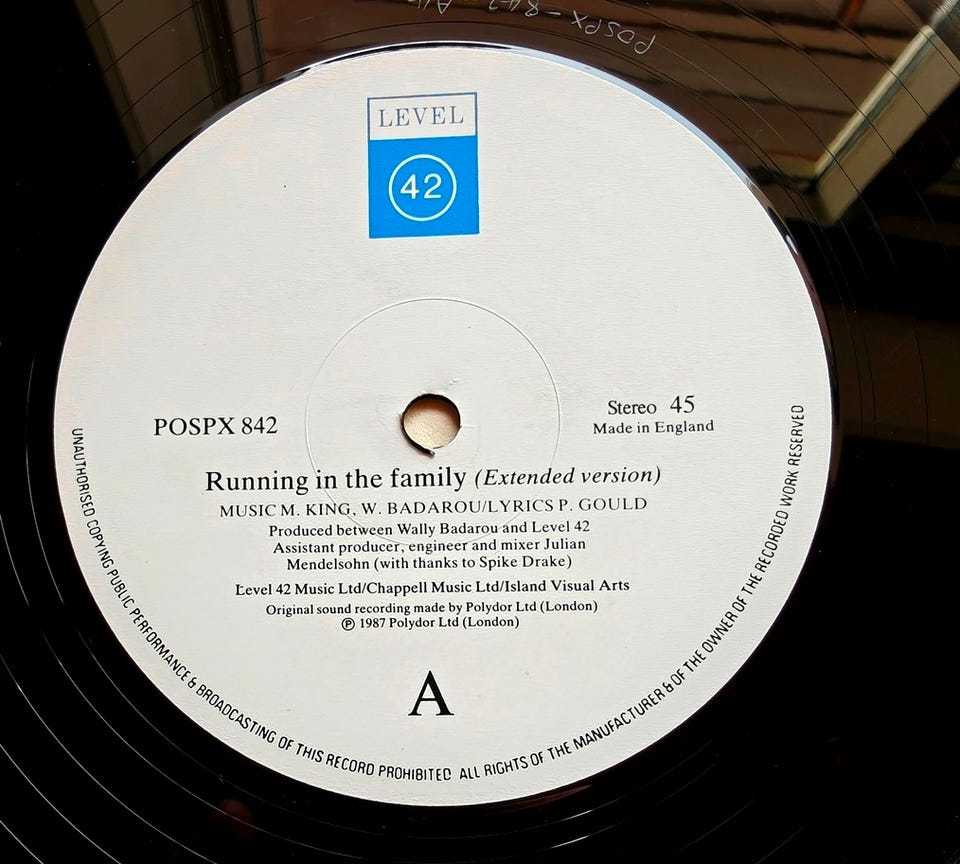 POSPX-842
LEVEL
42
POSPX 842
Stereo 45
Made in England
Running in the family (Extended version)
MUSIC M. KING, W. BADAROU/LYRICS P. GOULD
Produced between Wally Badarou and Level 42
Assistant producer, engineer and mixer Julian
Mendelsohn (with thanks to Spike Drake)
Level 42 Music Ltd/Chappell Music Ltd/Island Visual Arts
Original sound recording made by Polydor Ltd (London)
℗ 1987 Polydor Ltd (London)
A
UNAUTHORISED COPYING PUBLIC PERFORMANCE & BROADCASTING OF THIS RECORD PROHIBITED ALL RIGHTS OF THE MANUFACTURER & OF THE OWNER OF THE RECORDED WORK RESERVED